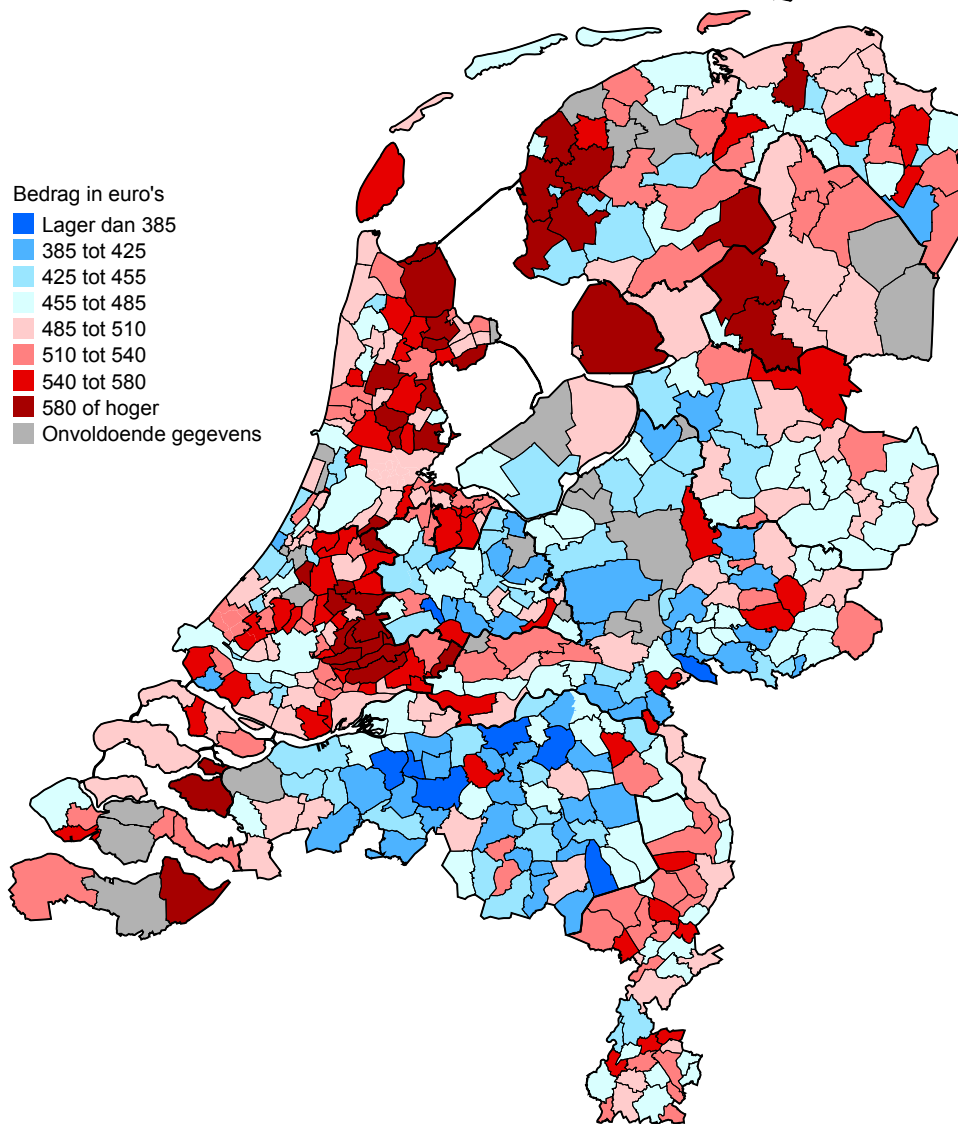 Bedrag in euro's
Lager dan 385
385 tot 425
425 tot 455
455 tot 485
485 tot 510
510 tot 540
540 tot 580
580 of hoger
Onvoldoende gegevens